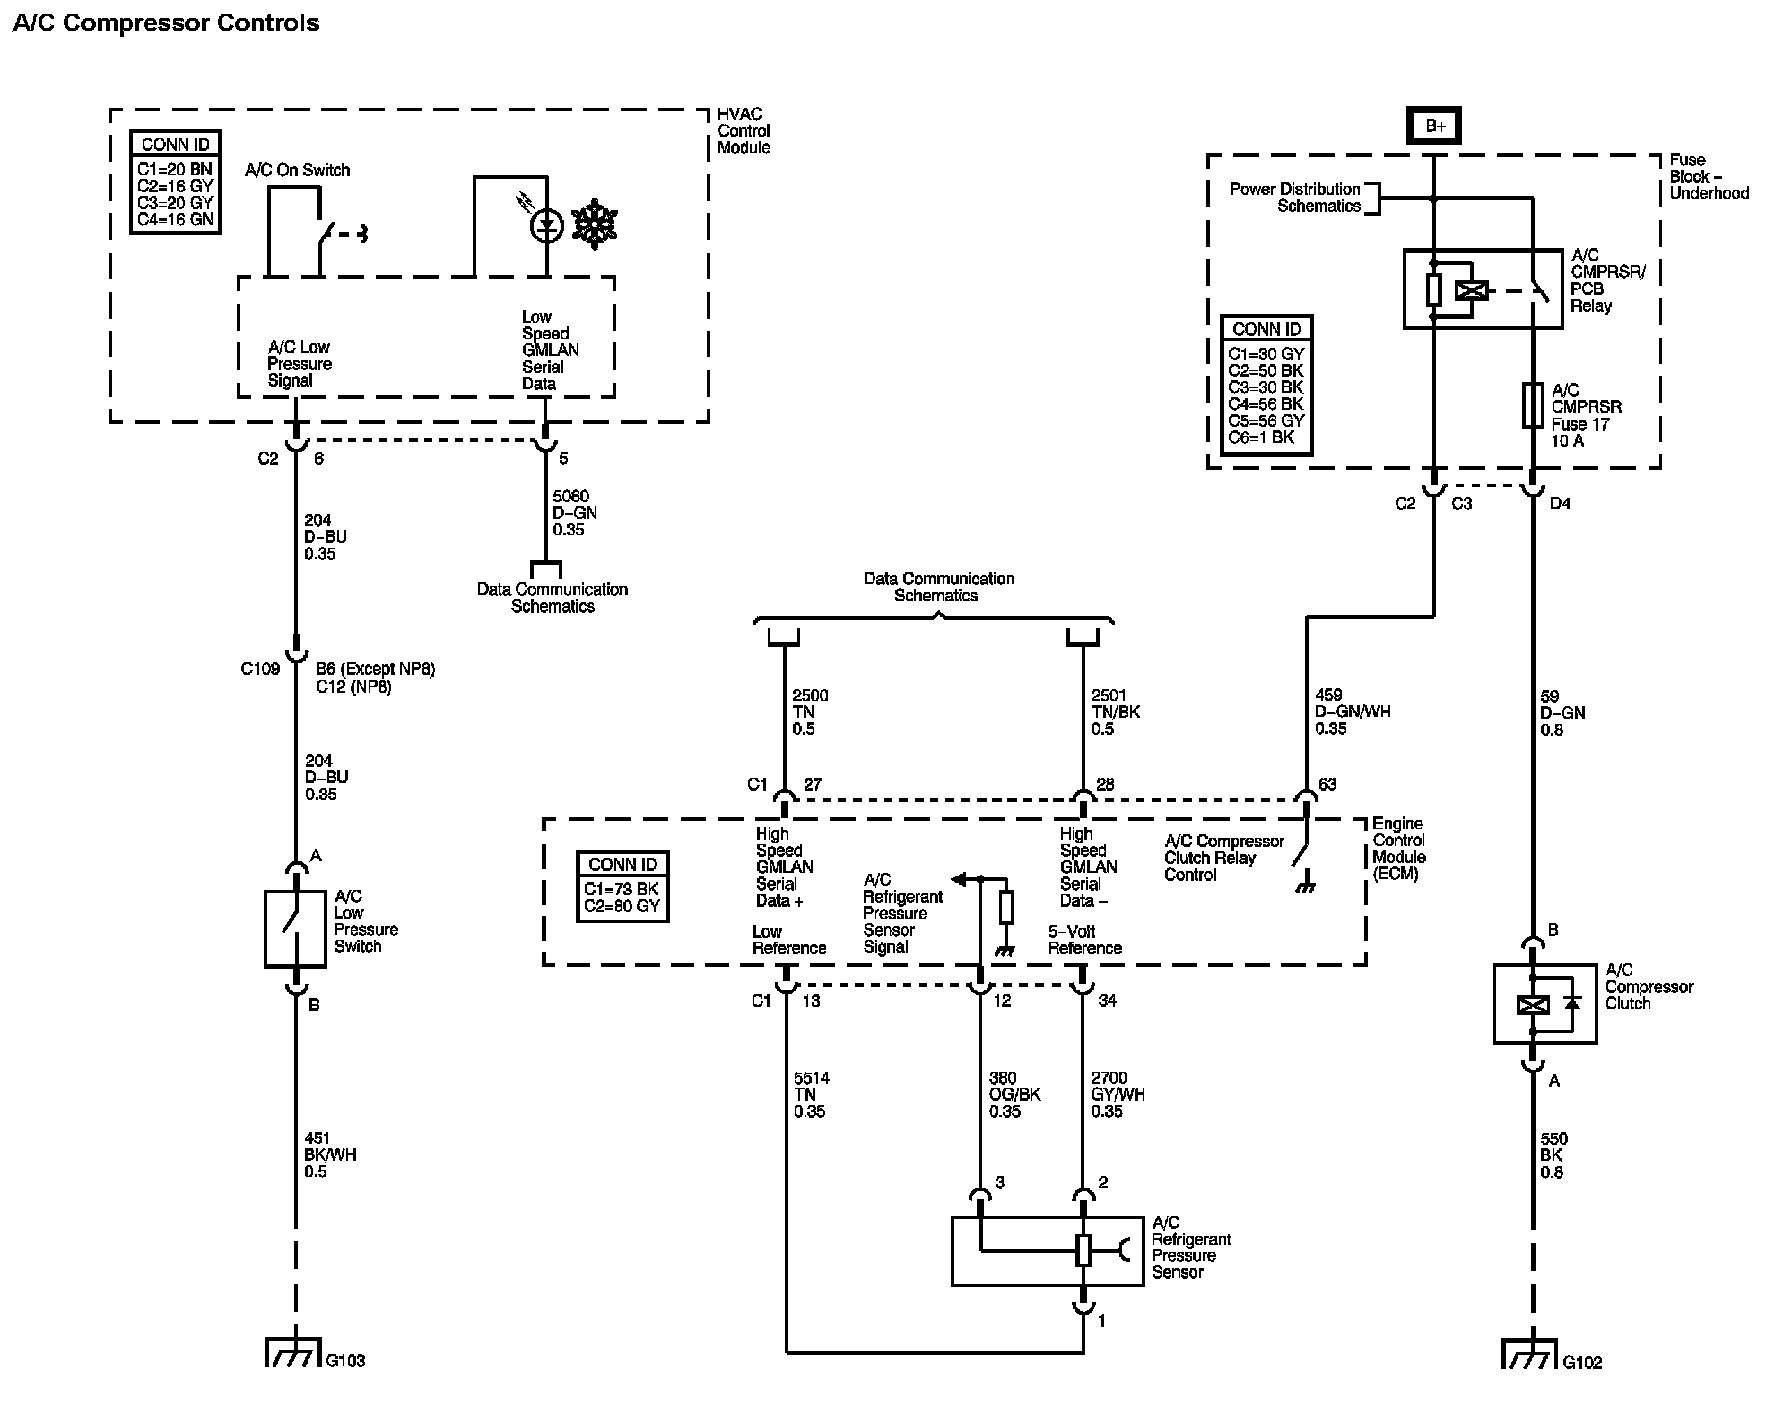 A/C Compressor Controls
HVAC
Control
Module
CONN ID
C1=20 BN
C2=16 GY
C3=20 GY
C4=16 GN
A/C On Switch
A/C Low
Pressure
Signal
Low
Speed
GMLAN
Serial
Data
C2
6
5
204
D-BU
0.35
5060
D-GN
0.35
Data Communication
Schematics
C109
B6 (Except NP8)
C12 (NP8)
204
D-BU
0.35
A
A/C
Low
Pressure
Switch
B
451
BK/WH
0.5
G103
Data Communication
Schematics
2500
TN
0.5
2501
TN/BK
0.5
459
D-GN/WH
0.35
C1
27
28
63
Engine
Control
Module
(ECM)
CONN ID
C1=73 BK
C2=80 GY
High
Speed
GMLAN
Serial
Data +
Low
Reference
A/C
Refrigerant
Pressure
Sensor
Signal
High
Speed
GMLAN
Serial
Data -
5-Volt
Reference
A/C Compressor
Clutch Relay
Control
C1
13
12
34
5514
TN
0.35
380
OG/BK
0.35
2700
GY/WH
0.35
3
2
A/C
Refrigerant
Pressure
Sensor
1
B+
Fuse
Block -
Underhood
Power Distribution
Schematics
A/C
CMPRSR/
PCB
Relay
CONN ID
C1=30 GY
C2=50 BK
C3=30 BK
C4=56 BK
C5=56 GY
C6=1 BK
A/C
CMPRSR
Fuse 17
10 A
C2
C3
D4
59
D-GN
0.8
B
A/C
Compressor
Clutch
A
550
BK
0.8
G102